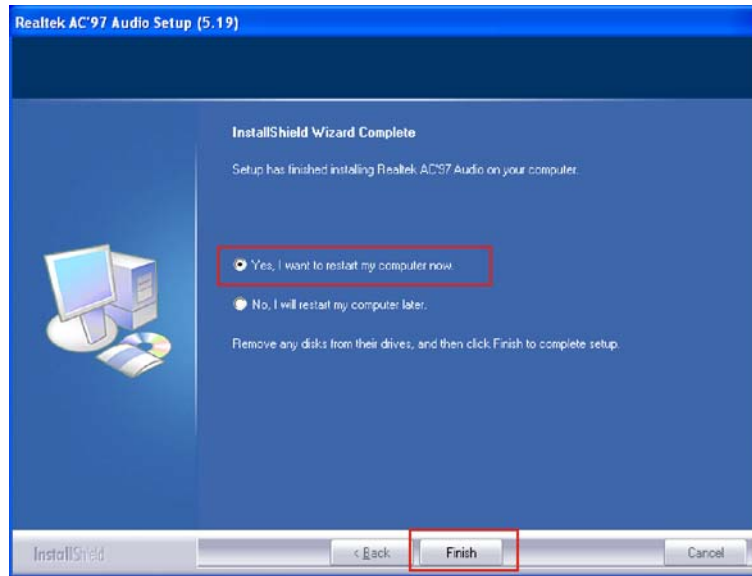 Realtek AC'97 Audio Setup (5.19)
InstallShield Wizard Complete
Setup has finished installing Realtek AC'97 Audio on your computer.
Yes, I want to restart my computer now.
No, I will restart my computer later.
Remove any disks from their drives, and then click Finish to complete setup.
InstallShield
< Back
Finish
Cancel